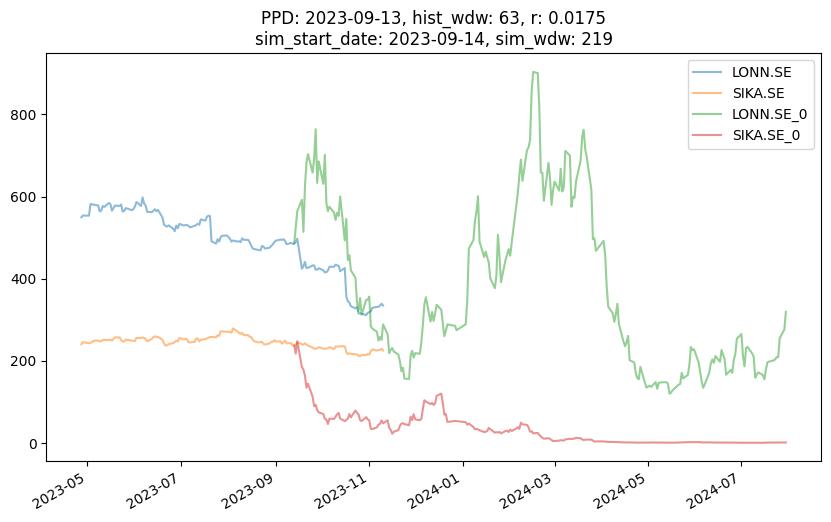 PPD: 2023-09-13, hist_wdw: 63, r: 0.0175
sim_start_date: 2023-09-14, sim_wdw: 219
LONN.SE
SIKA.SE
LONN.SE_0
SIKA.SE_0
800
600
400
200
0
2023-05
2023-07
2023-09
2023-11
2024-01
2024-03
2024-05
2024-07